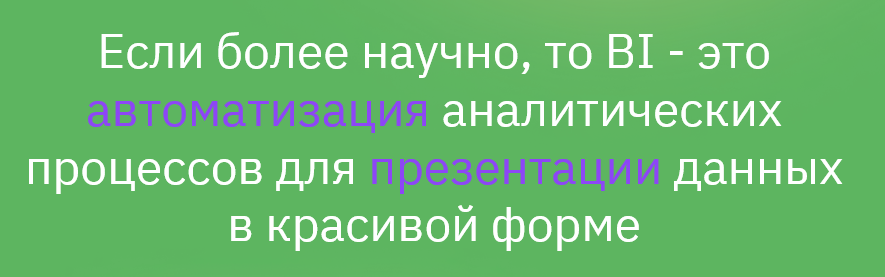 Если более научно, то BI - это
автоматизация аналитических
процессов для презентации данных
в красивой форме